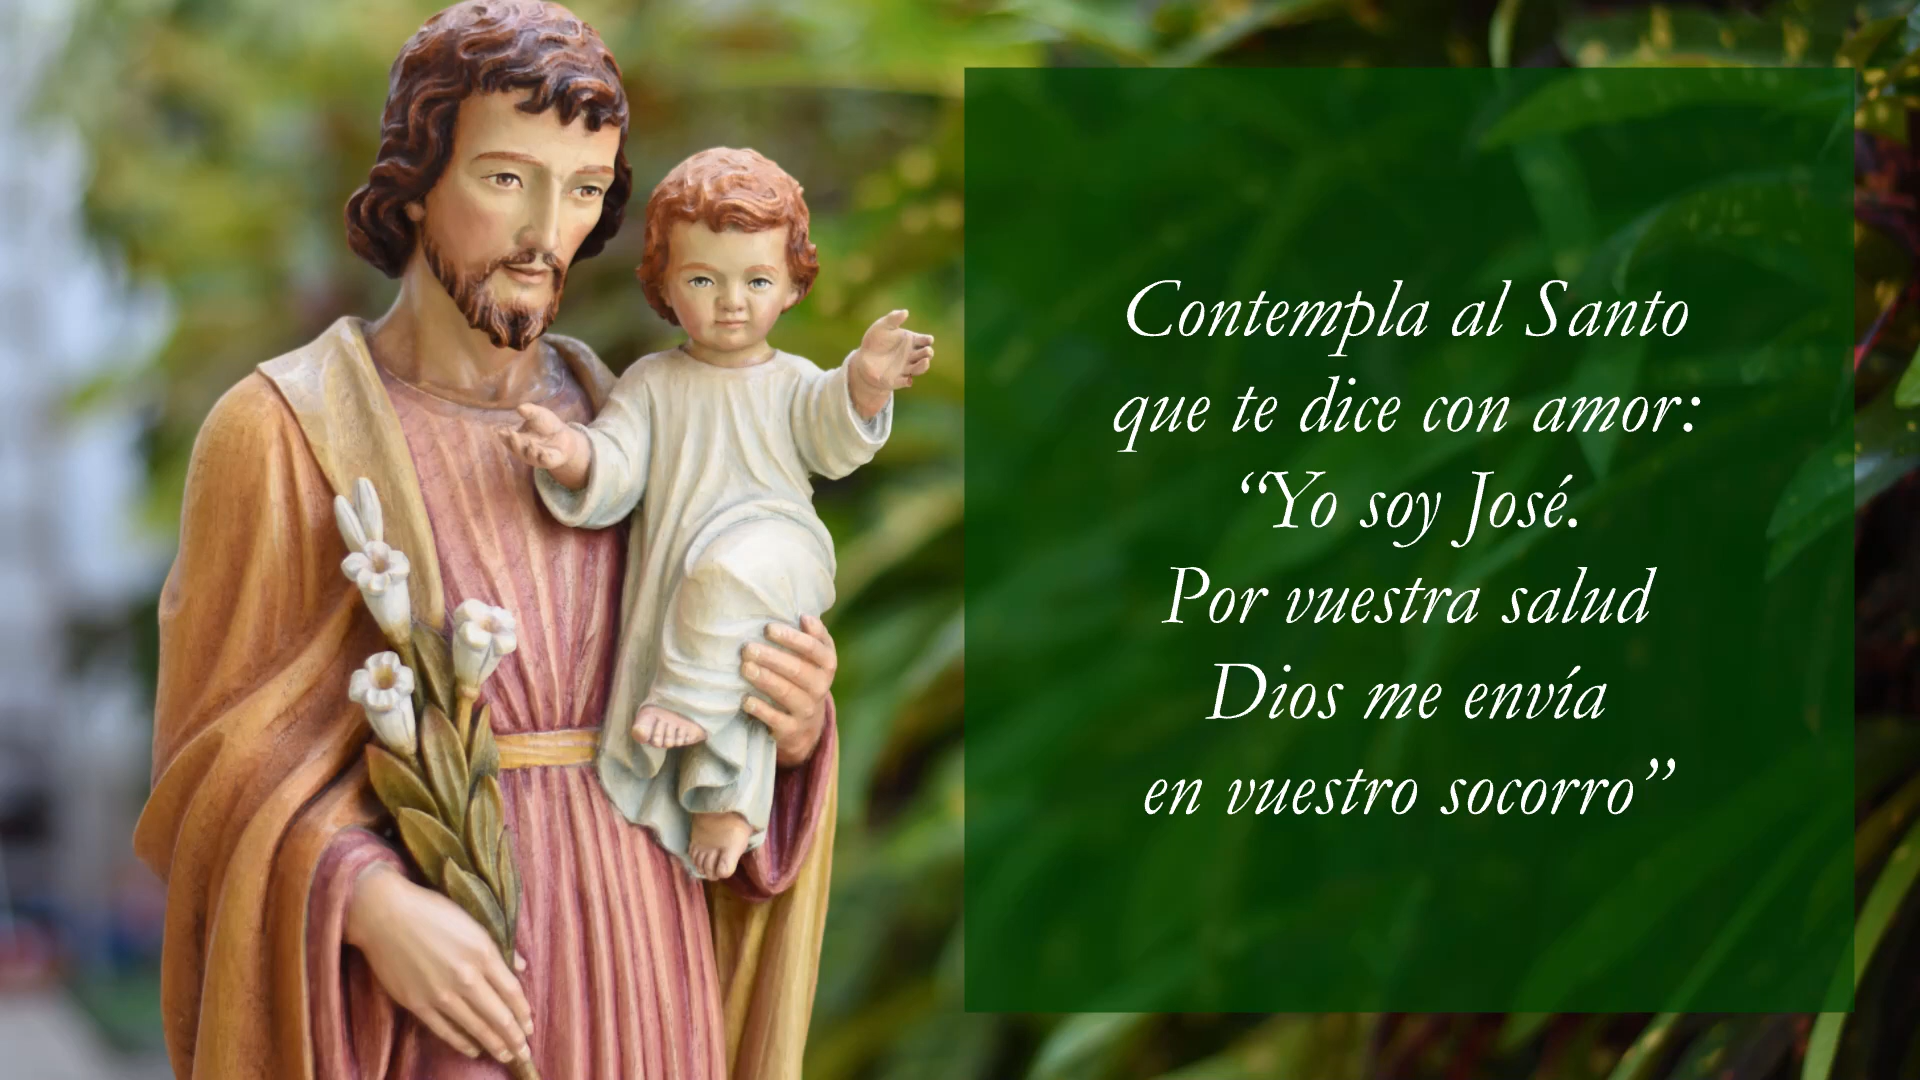 Contempla al Santo
que te dice con amor:
“Yo soy José.
Por vuestra salud
Dios me envía
en vuestro socorro”